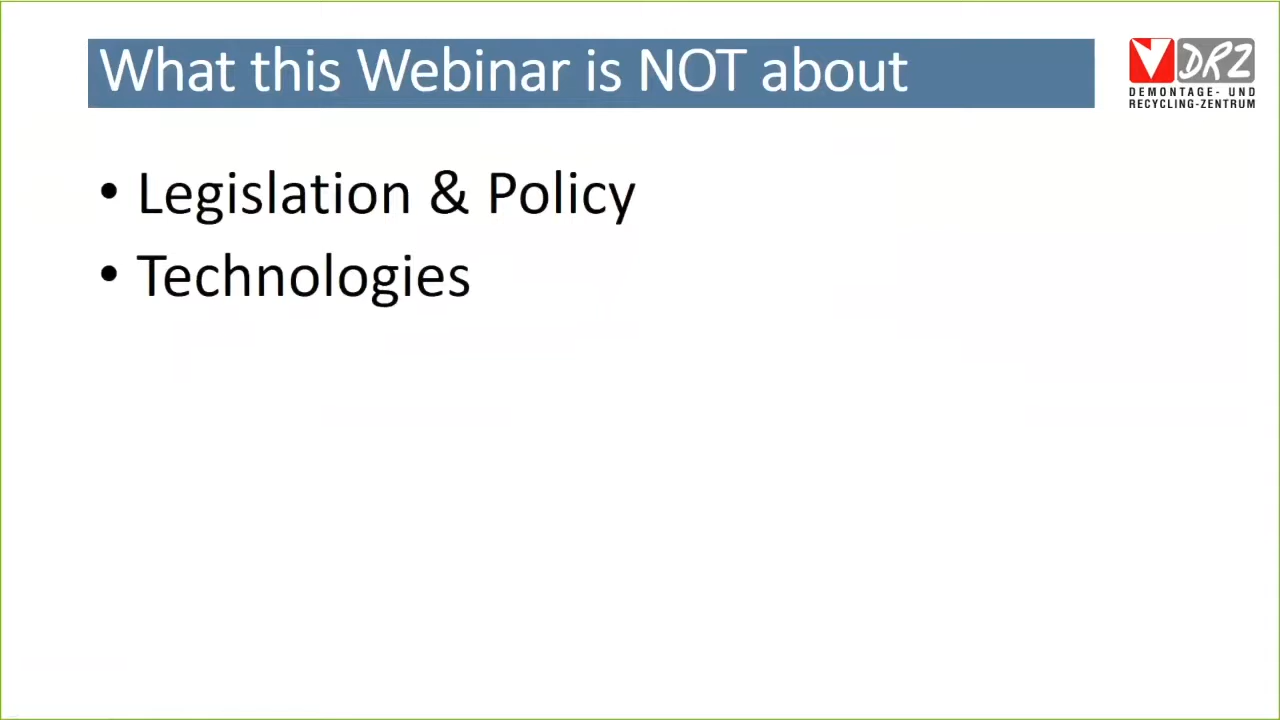 What this Webinar is NOT about
DRZ
DEMONTAGE- UND
RECYCLING-ZENTRUM
• Legislation & Policy
• Technologies